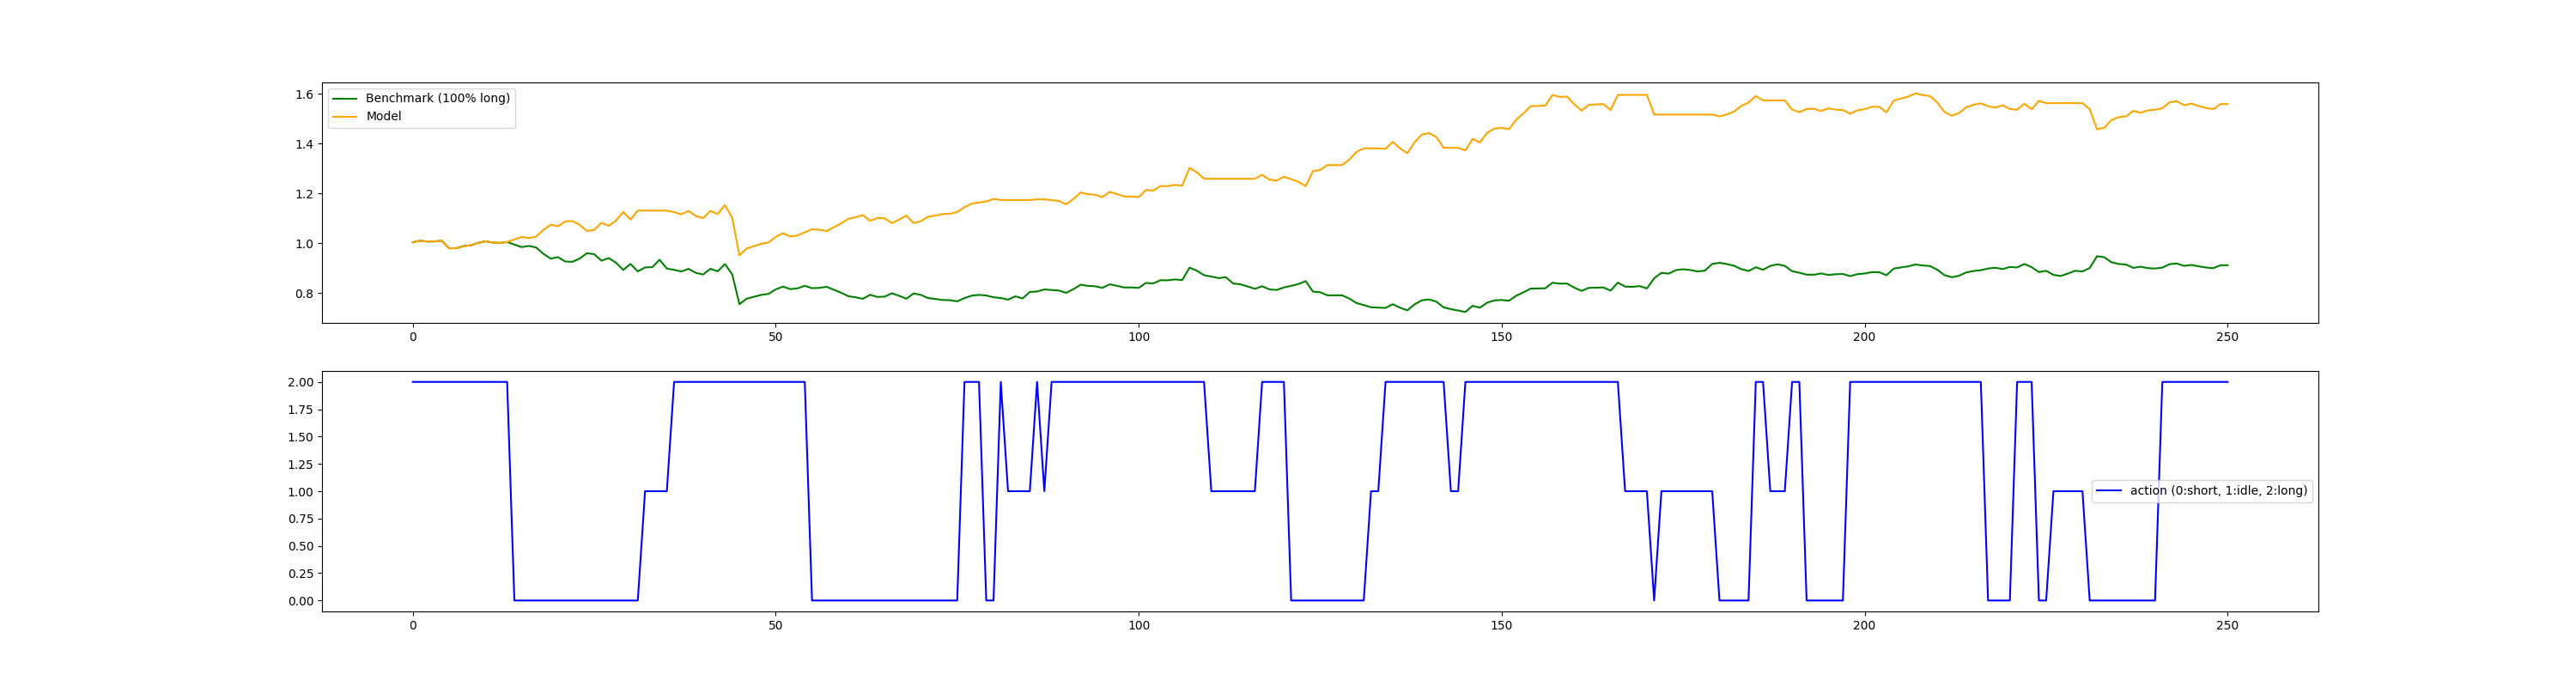 1.6
1.4
1.2
1.0
0.8
Benchmark (100% long)
Model
0 50 100 150 200 250
2.00
1.75
1.50
1.25
1.00
0.75
0.50
0.25
0.00
action (0:short, 1:idle, 2:long)
0 50 100 150 200 250